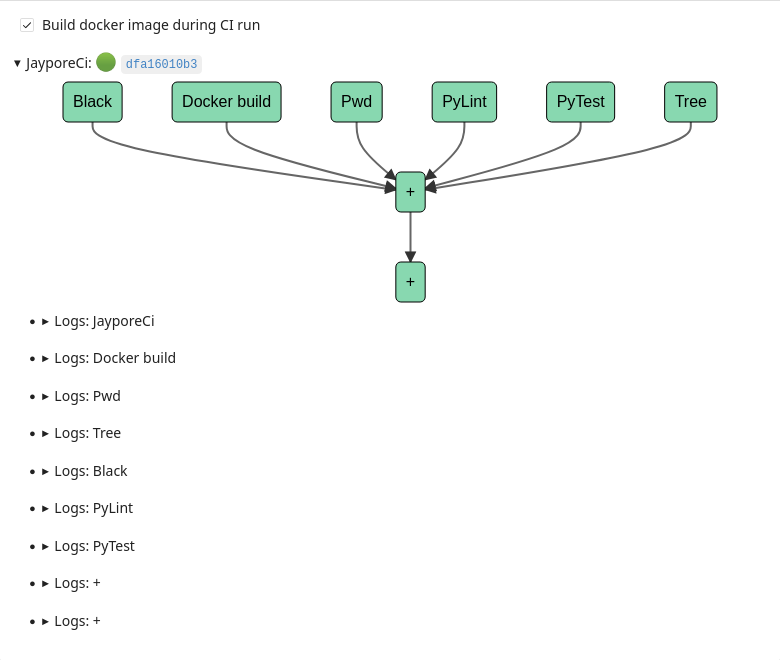 Build docker image during CI run
JayporeCi: dfa16010b3
Black Docker build Pwd PyLint PyTest Tree
+
+
Logs: JayporeCi
Logs: Docker build
Logs: Pwd
Logs: Tree
Logs: Black
Logs: PyLint
Logs: PyTest
Logs: +
Logs: +